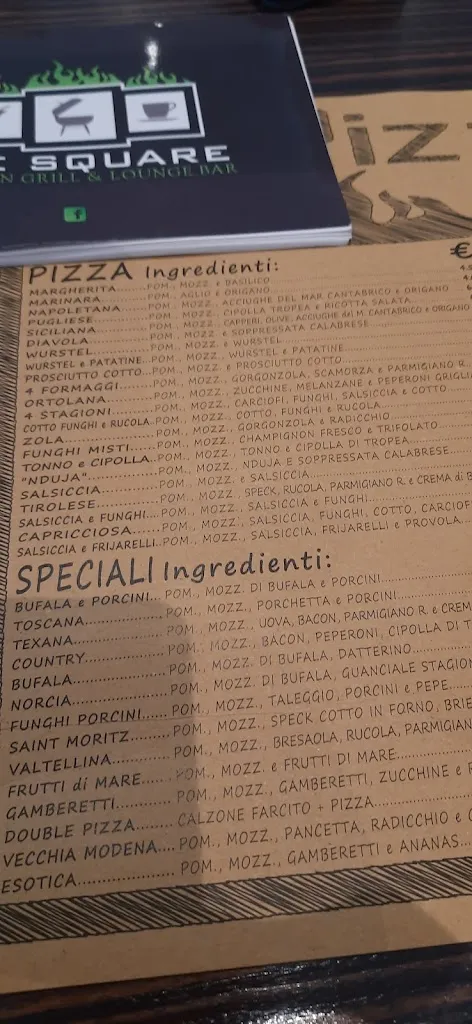 SQUARE
GRILL & LOUNGE BAR
f
Pizz
PIZZA Ingredienti: €
MARGHERITA..........POM., MOZZ. e BASILICO
MARINARA..........POM., AGLIO e ORIGANO
NAPOLETANA..........POM., MOZZ., ACCIUGHE DEL MAR CANTABRICO e ORIGANO
PUGLIESE..........POM., MOZZ., CIPOLLA TROPEA e RICOTTA SALATA
SICILIANA..........POM., MOZZ., CAPPERI, OLIVE, ACCIUGHE del M. CANTABRICO e ORIGANO
DIAVOLA..........POM., MOZZ. e SOPPRESSATA CALABRESE
WURSTEL..........POM., MOZZ. e WURSTEL
WURSTEL e PATATINE...POM., MOZZ., WURSTEL e PATATINE
PROSCIUTTO COTTO...POM., MOZZ. e PROSCIUTTO COTTO
4 FORMAGGI..........POM., MOZZ., GORGONZOLA, SCAMORZA e PARMIGIANO R.
ORTOLANA..........POM., MOZZ., ZUCCHINE, MELANZANE e PEPERONI GRIGLI
4 STAGIONI..........POM., MOZZ., CARCIOFI, FUNGHI, SALSICCIA e COTTO
COTTO FUNGHI e RUCOLA..POM., MOZZ., COTTO, FUNGHI e RUCOLA
ZOLA..........POM., MOZZ., GORGONZOLA e RADICCHIO
FUNGHI MISTI......POM., MOZZ., CHAMPIGNON FRESCO e TRIFOLATO
TONNO e CIPOLLA...POM., MOZZ., TONNO e CIPOLLA DI TROPEA
"NDUJA"..........POM., MOZZ., NDUJA E SOPPRESSATA CALABRESE
SALSICCIA..........POM., MOZZ. e SALSICCIA
TIROLESE..........POM., MOZZ., SPECK, RUCOLA, PARMIGIANO R. e CREMA di B
SALSICCIA e FUNGHI...POM., MOZZ., SALSICCIA e FUNGHI
CAPRICCIOSA......POM., MOZZ., SALSICCIA, FUNGHI, COTTO, CARCIOF
SALSICCIA e FRIJARELLI..POM., MOZZ., SALSICCIA, FRIJARELLI e PROVOLA
SPECIALI Ingredienti:
BUFALA e PORCINI... POM., MOZZ. DI BUFALA e PORCINI
TOSCANA............ POM., MOZZ., PORCHETTA e PORCINI
TEXANA............ POM., MOZZ., UOVA, BACON, PARMIGIANO R. e CREM
COUNTRY............ POM., MOZZ., BACON, PEPERONI, CIPOLLA DI T
BUFALA............ POM., MOZZ. DI BUFALA, DATTERINO
NORCIA............ POM., MOZZ. DI BUFALA, GUANCIALE STAGION
FUNGHI PORCINI...... POM., MOZZ., TALEGGIO, PORCINI e PEPE
SAINT MORITZ....... POM., MOZZ., SPECK COTTO IN FORNO, BRIE
VALTELLINA........ POM., MOZZ., BRESAOLA, RUCOLA, PARMIGIAN
FRUTTI di MARE..... POM., MOZZ. e FRUTTI DI MARE
GAMBERETTI......... POM., MOZZ., GAMBERETTI, ZUCCHINE e
DOUBLE PIZZA....... CALZONE FARCITO + PIZZA
VECCHIA MODENA.... POM., MOZZ., PANCETTA, RADICCHIO e
ESOTICA................. POM., MOZZ., GAMBERETTI e ANANAS